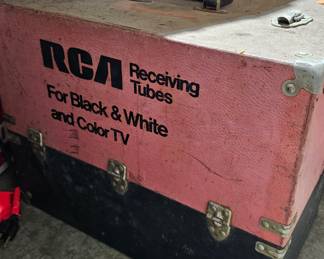 RCA Receiving
Tubes
For Black & White
and Color TV